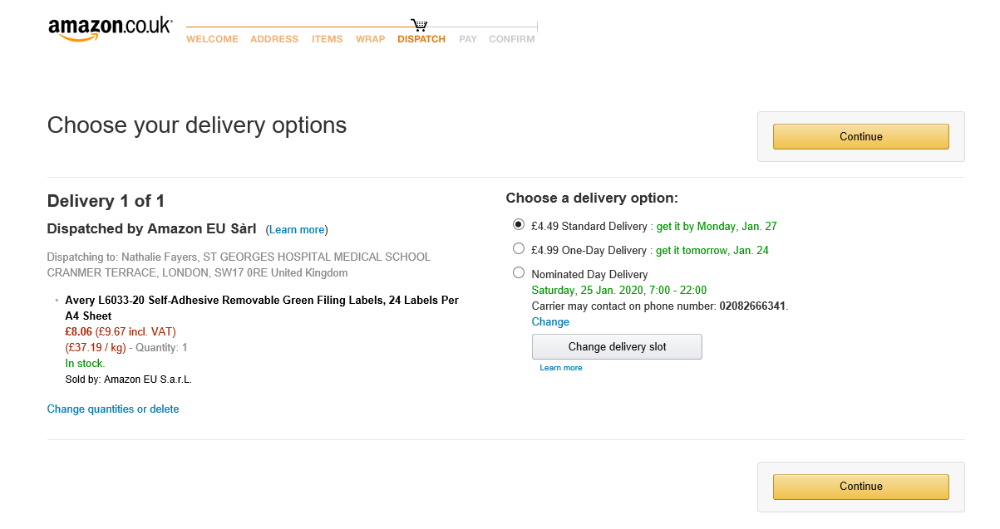 amazon.co.uk
WELCOME ADDRESS ITEMS WRAP DISPATCH PAY CONFIRM
Choose your delivery options
Continue
Delivery 1 of 1
Dispatched by Amazon EU Sàrl (Learn more)
Dispatching to: Nathalie Fayers, ST GEORGES HOSPITAL MEDICAL SCHOOL
CRANMER TERRACE, LONDON, SW17 0RE United Kingdom
Avery L6033-20 Self-Adhesive Removable Green Filing Labels, 24 Labels Per
A4 Sheet
£8.06 (£9.67 incl. VAT)
(£37.19 / kg) - Quantity: 1
In stock.
Sold by: Amazon EU S.a.r.L.
Change quantities or delete
Choose a delivery option:
£4.49 Standard Delivery : get it by Monday, Jan. 27
£4.99 One-Day Delivery : get it tomorrow, Jan. 24
Nominated Day Delivery
Saturday, 25 Jan. 2020, 7:00 - 22:00
Carrier may contact on phone number: 02082666341.
Change
Change delivery slot
Learn more
Continue